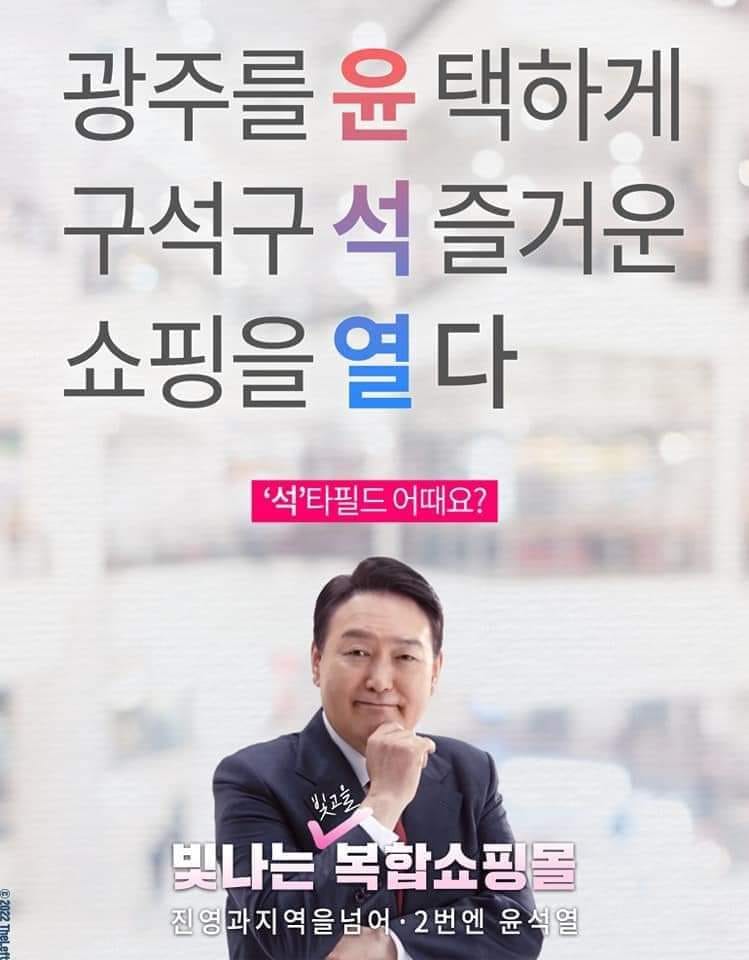 광주를 윤택하게
구석구석 즐거운
쇼핑을 열다
‘석’타필드 어때요?
빛고을
빛나는 복합쇼핑몰
진영과지역을넘어·2번엔 윤석열
© 2022 TheLeft